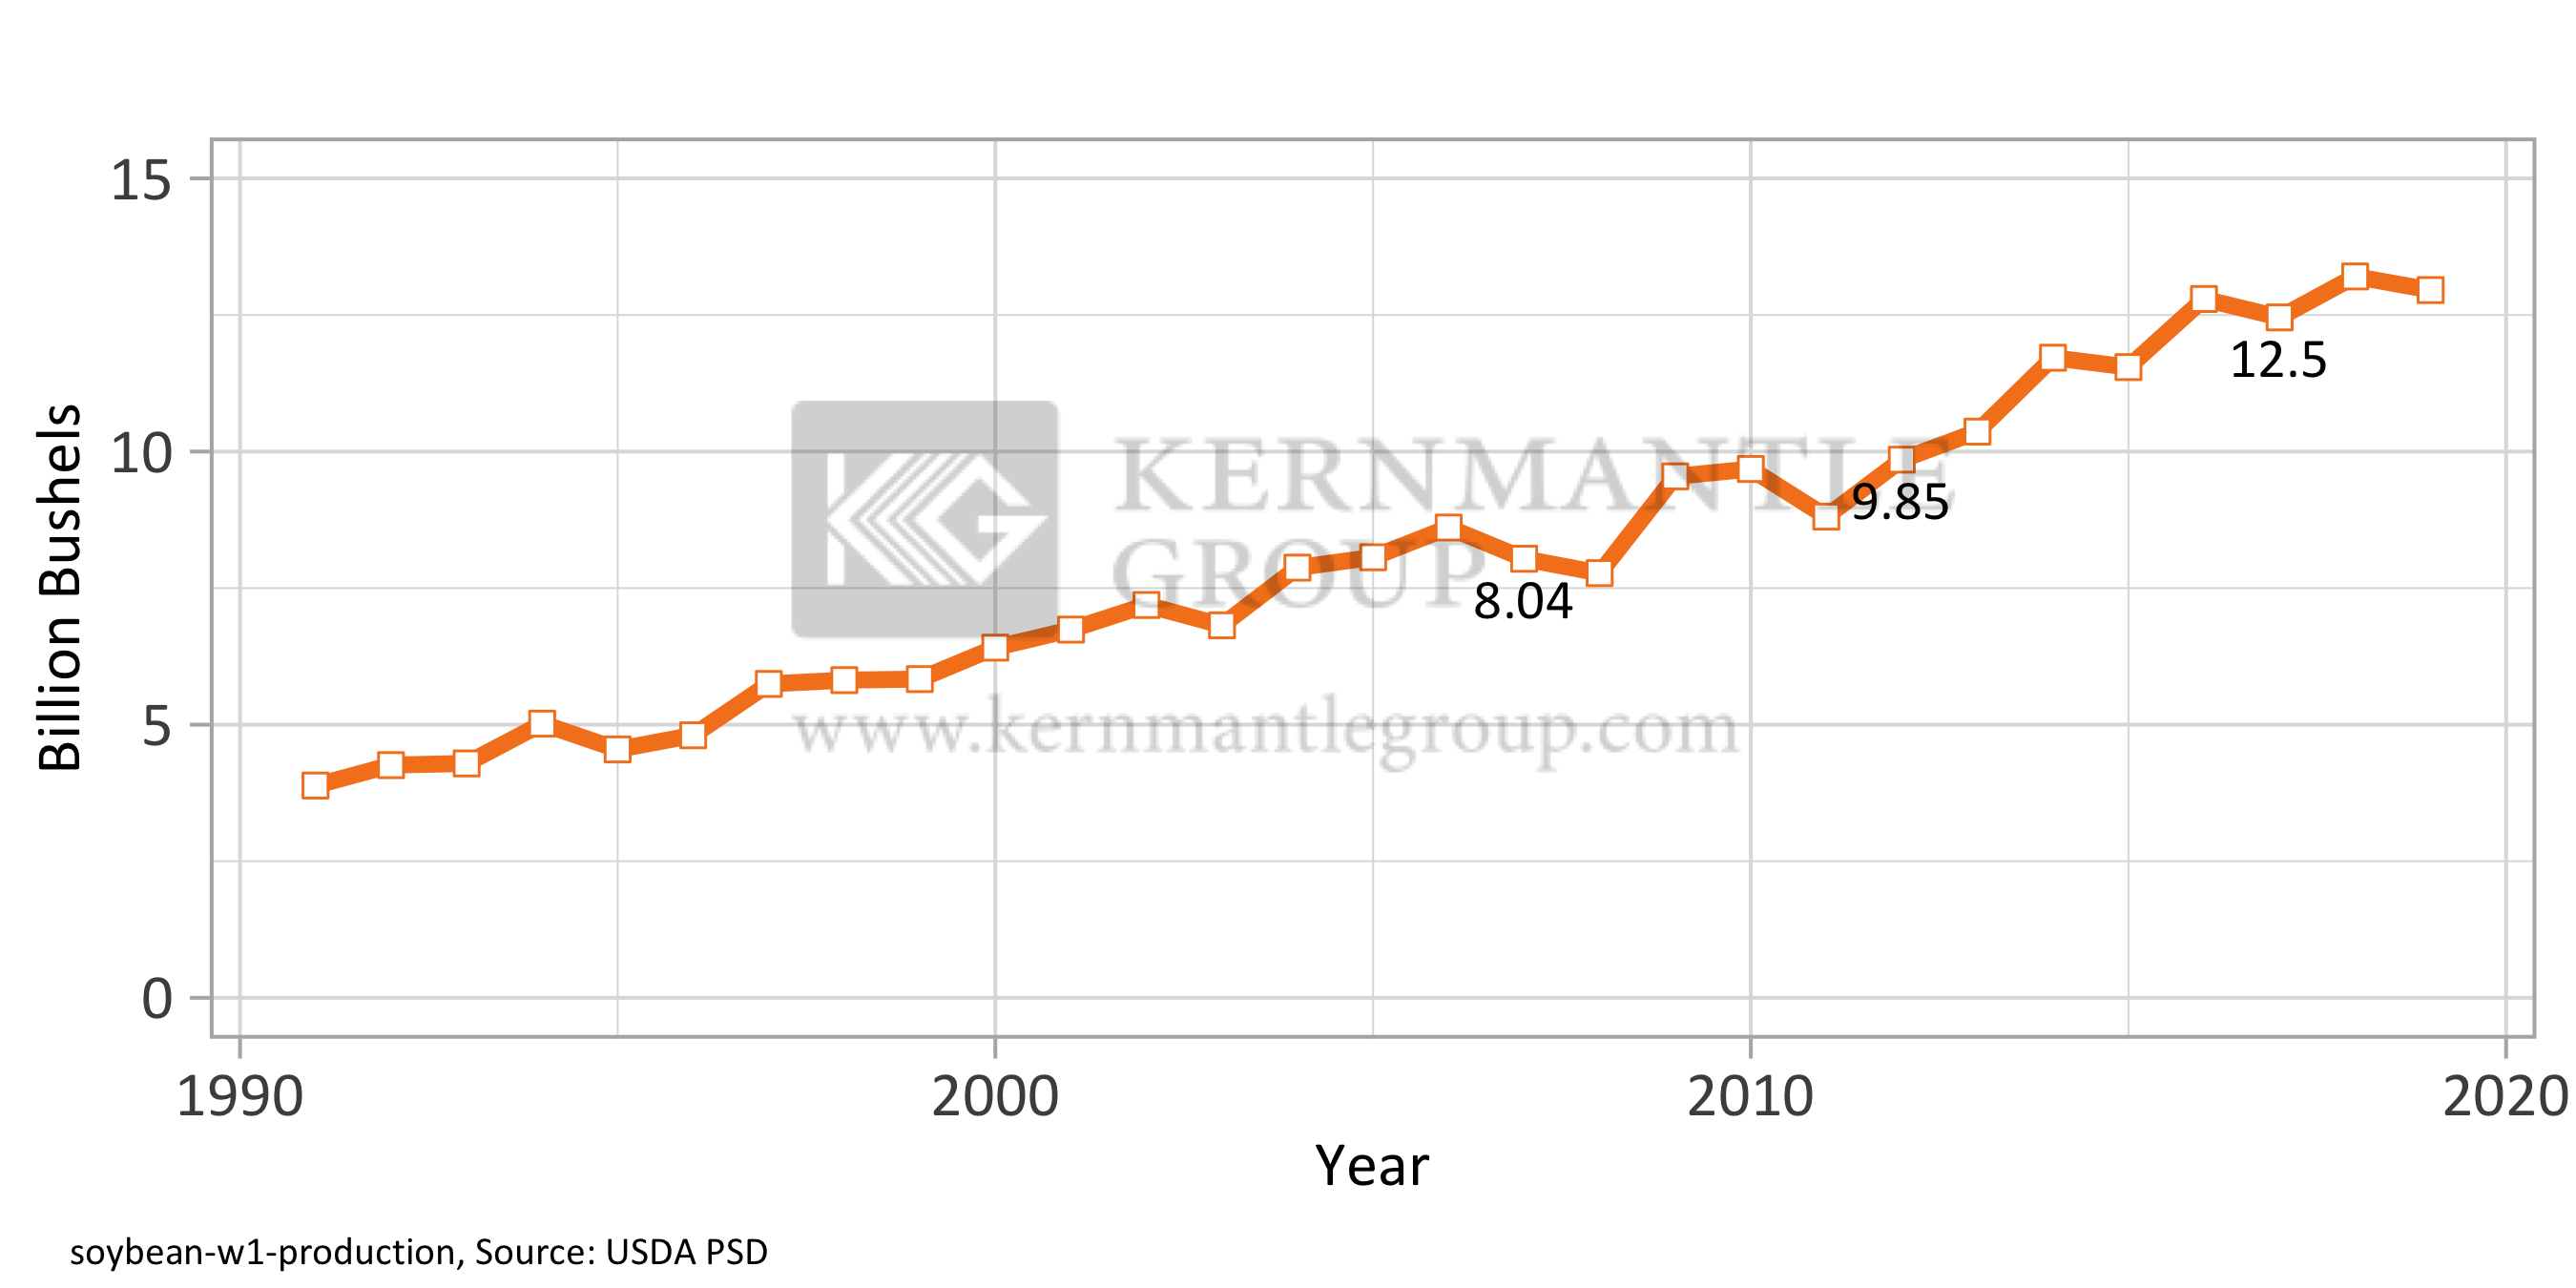 15
10
5
0
Billion Bushels
KERNMANTLE
GROUP
www.kernmantlegroup.com
12.5
9.85
8.04
1990 2000 2010 2020
Year
soybean-w1-production, Source: USDA PSD